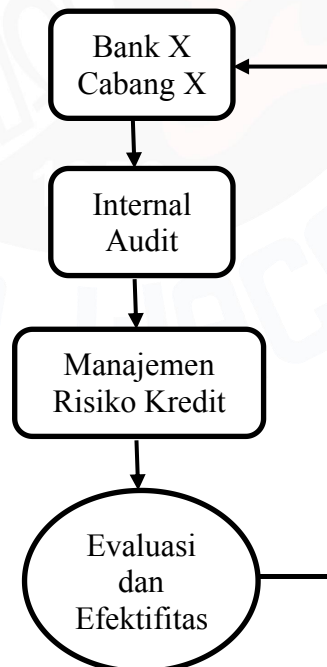 Bank X
Cabang X
Internal
Audit
Manajemen
Risiko Kredit
Evaluasi
dan
Efektifitas